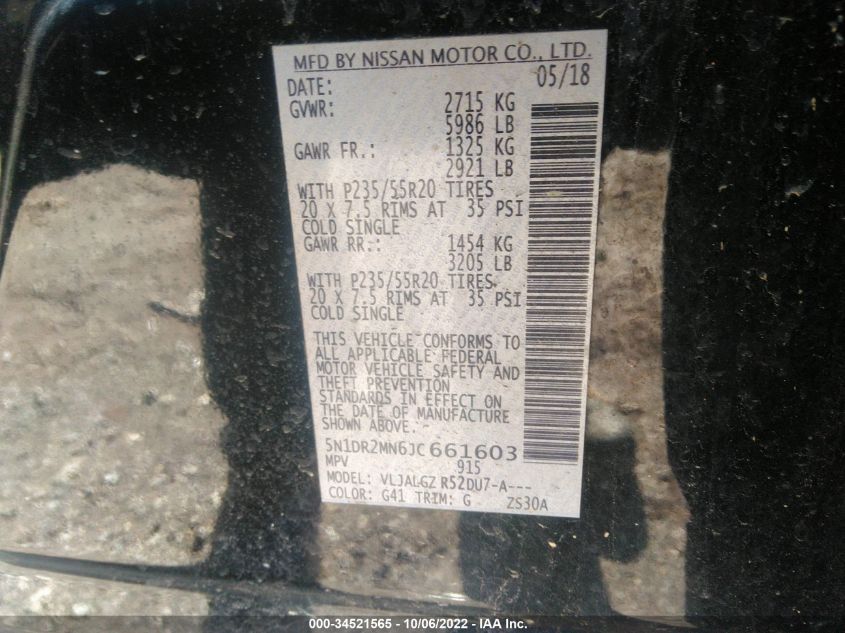 MFD BY NISSAN MOTOR CO., LTD.
DATE: 05/18
GVWR: 2715 KG
5986 LB
GAWR FR.: 1325 KG
2921 LB
WITH P235/55R20 TIRES
20 X 7.5 RIMS AT 35 PSI
COLD SINGLE
GAWR RR.: 1454 KG
3205 LB
WITH P235/55R20 TIRES
20 X 7.5 RIMS AT 35 PSI
COLD SINGLE
THIS VEHICLE CONFORMS TO
ALL APPLICABLE FEDERAL
MOTOR VEHICLE SAFETY AND
THEFT PREVENTION
STANDARDS IN EFFECT ON
THE DATE OF MANUFACTURE
SHOWN ABOVE.
5N1DR2MN6JC661603
MPV 915
MODEL: VLJALGZ R52DU7-A---
COLOR: G41 TRIM: G ZS30A
000-34521565 - 10/06/2022 - © IAA, Inc.